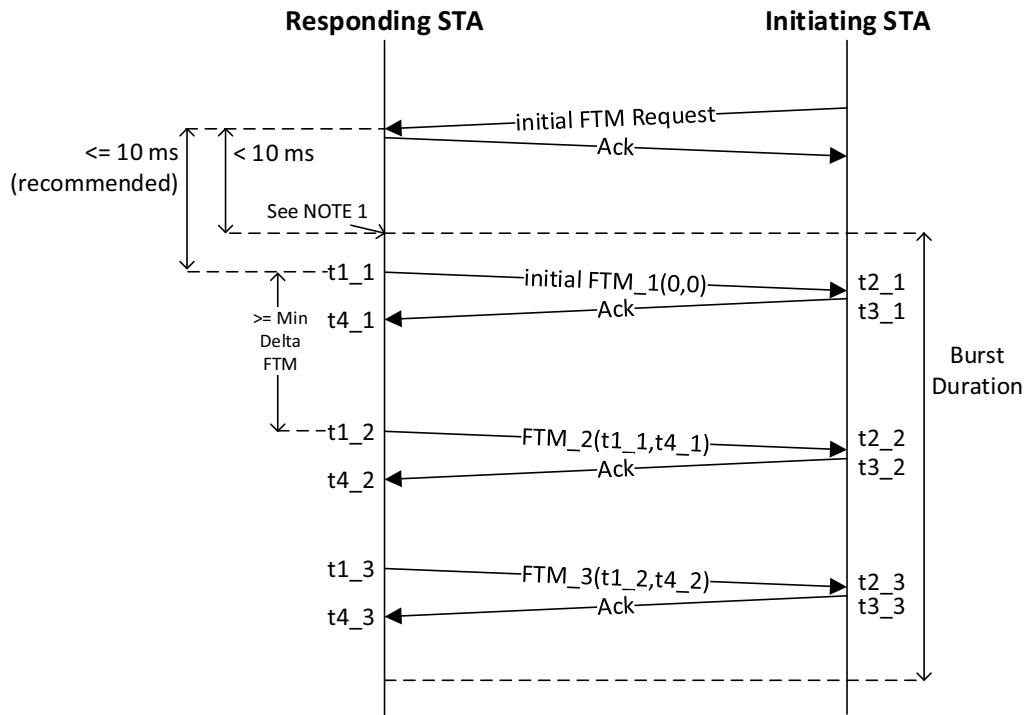 Responding STA
Initiating STA
initial FTM Request
Ack
<= 10 ms
(recommended)
< 10 ms
See NOTE 1
t1_1
initial FTM_1(0,0)
t2_1
Ack
t3_1
t4_1
>= Min
Delta
FTM
Burst
Duration
t1_2
FTM_2(t1_1,t4_1)
t2_2
Ack
t3_2
t4_2
t1_3
FTM_3(t1_2,t4_2)
t2_3
Ack
t3_3
t4_3